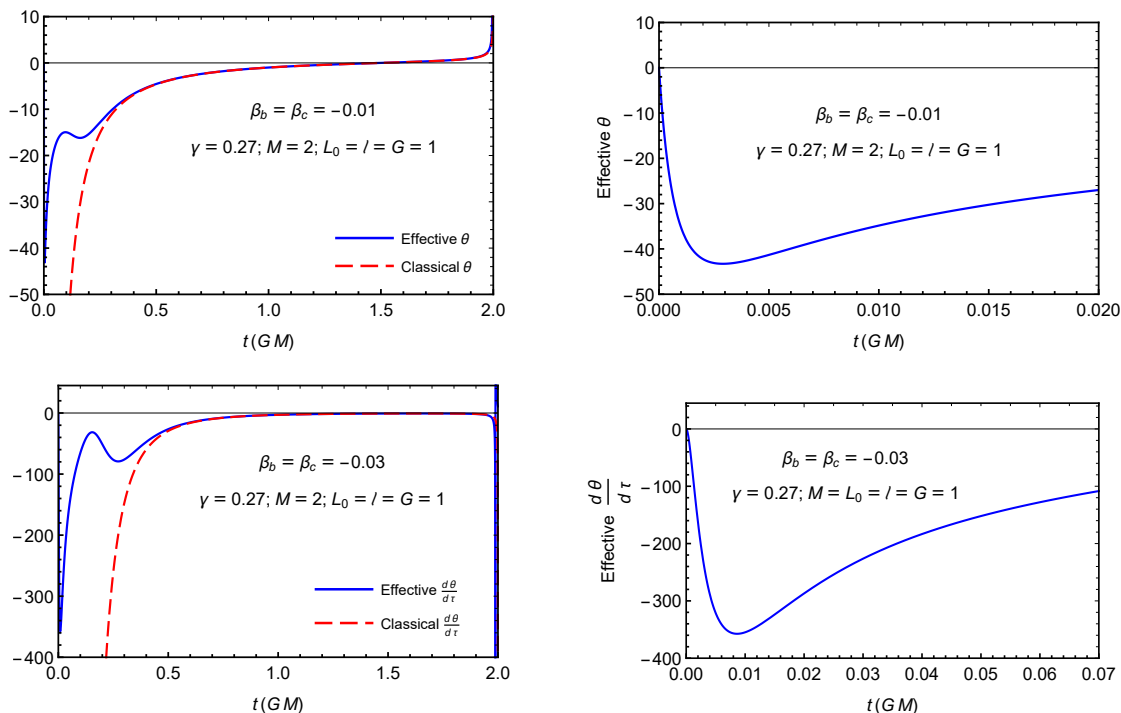 10
0
−10
−20
−30
−40
−50
β_b = β_c = −0.01
γ = 0.27; M = 2; L_0 = l = G = 1
Effective θ
Classical θ
0.0 0.5 1.0 1.5 2.0
t (G M)
10
0
−10
−20
−30
−40
−50
Effective θ
β_b = β_c = −0.01
γ = 0.27; M = 2; L_0 = l = G = 1
0.000 0.005 0.010 0.015 0.020
t (G M)
0
−100
−200
−300
−400
β_b = β_c = −0.03
γ = 0.27; M = 2; L_0 = l = G = 1
Effective dθ/dτ
Classical dθ/dτ
0.0 0.5 1.0 1.5 2.0
t (G M)
0
−100
−200
−300
−400
Effective dθ/dτ
β_b = β_c = −0.03
γ = 0.27; M = L_0 = l = G = 1
0.00 0.01 0.02 0.03 0.04 0.05 0.06 0.07
t (G M)